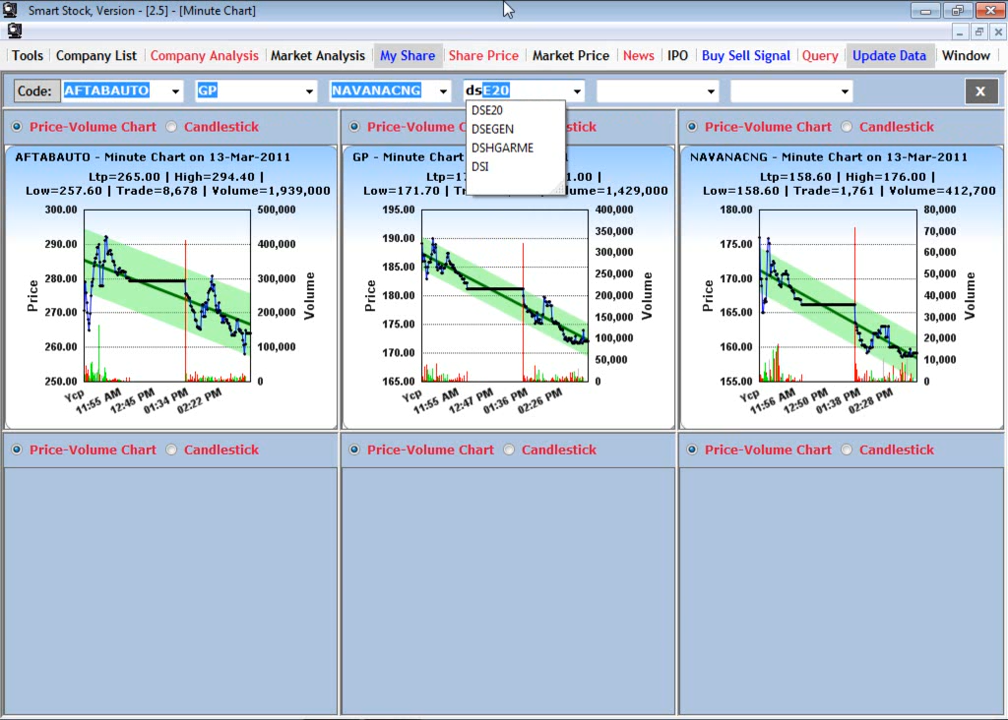 Smart Stock, Version - [2.5] - [Minute Chart]
Tools Company List Company Analysis Market Analysis My Share Share Price Market Price News IPO Buy Sell Signal Query Update Data Window
Code: AFTABAUTO GP NAVANACNG dsE20 X
DSE20
DSEGEN
DSHGARME
DSI
Price-Volume Chart Candlestick
AFTABAUTO - Minute Chart on 13-Mar-2011
Ltp=265.00 | High=294.40 |
Low=257.60 | Trade=8,678 | Volume=1,939,000
300.00
290.00
280.00
270.00
260.00
250.00
Price
500,000
400,000
300,000
200,000
100,000
0
Volume
Ycp 11:55 AM 12:45 PM 01:34 PM 02:22 PM
Price-Volume Candlestick
GP - Minute Chart
Low=171.70 | =1,429,000
195.00
190.00
185.00
180.00
175.00
170.00
165.00
Price
400,000
350,000
300,000
250,000
200,000
150,000
100,000
50,000
0
Volume
Ycp 11:55 AM 12:47 PM 01:36 PM 02:26 PM
Price-Volume Chart Candlestick
NAVANACNG - Minute Chart on 13-Mar-2011
Ltp=158.60 | High=176.00 |
Low=158.60 | Trade=1,761 | Volume=412,700
180.00
175.00
170.00
165.00
160.00
155.00
Price
80,000
70,000
60,000
50,000
40,000
30,000
20,000
10,000
0
Volume
Ycp 11:56 AM 12:50 PM 01:38 PM 02:28 PM
Price-Volume Chart Candlestick
Price-Volume Chart Candlestick
Price-Volume Chart Candlestick